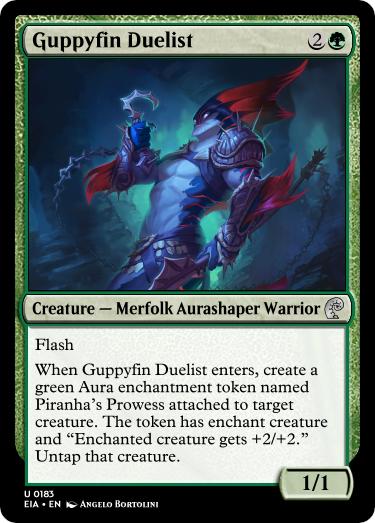 Guppyfin Duelist 2
Creature — Merfolk Aurashaper Warrior
Flash
When Guppyfin Duelist enters, create a
green Aura enchantment token named
Piranha's Prowess attached to target
creature. The token has enchant creature
and “Enchanted creature gets +2/+2.”
Untap that creature.
1/1
U 0183
EIA • EN Angelo Bortolini